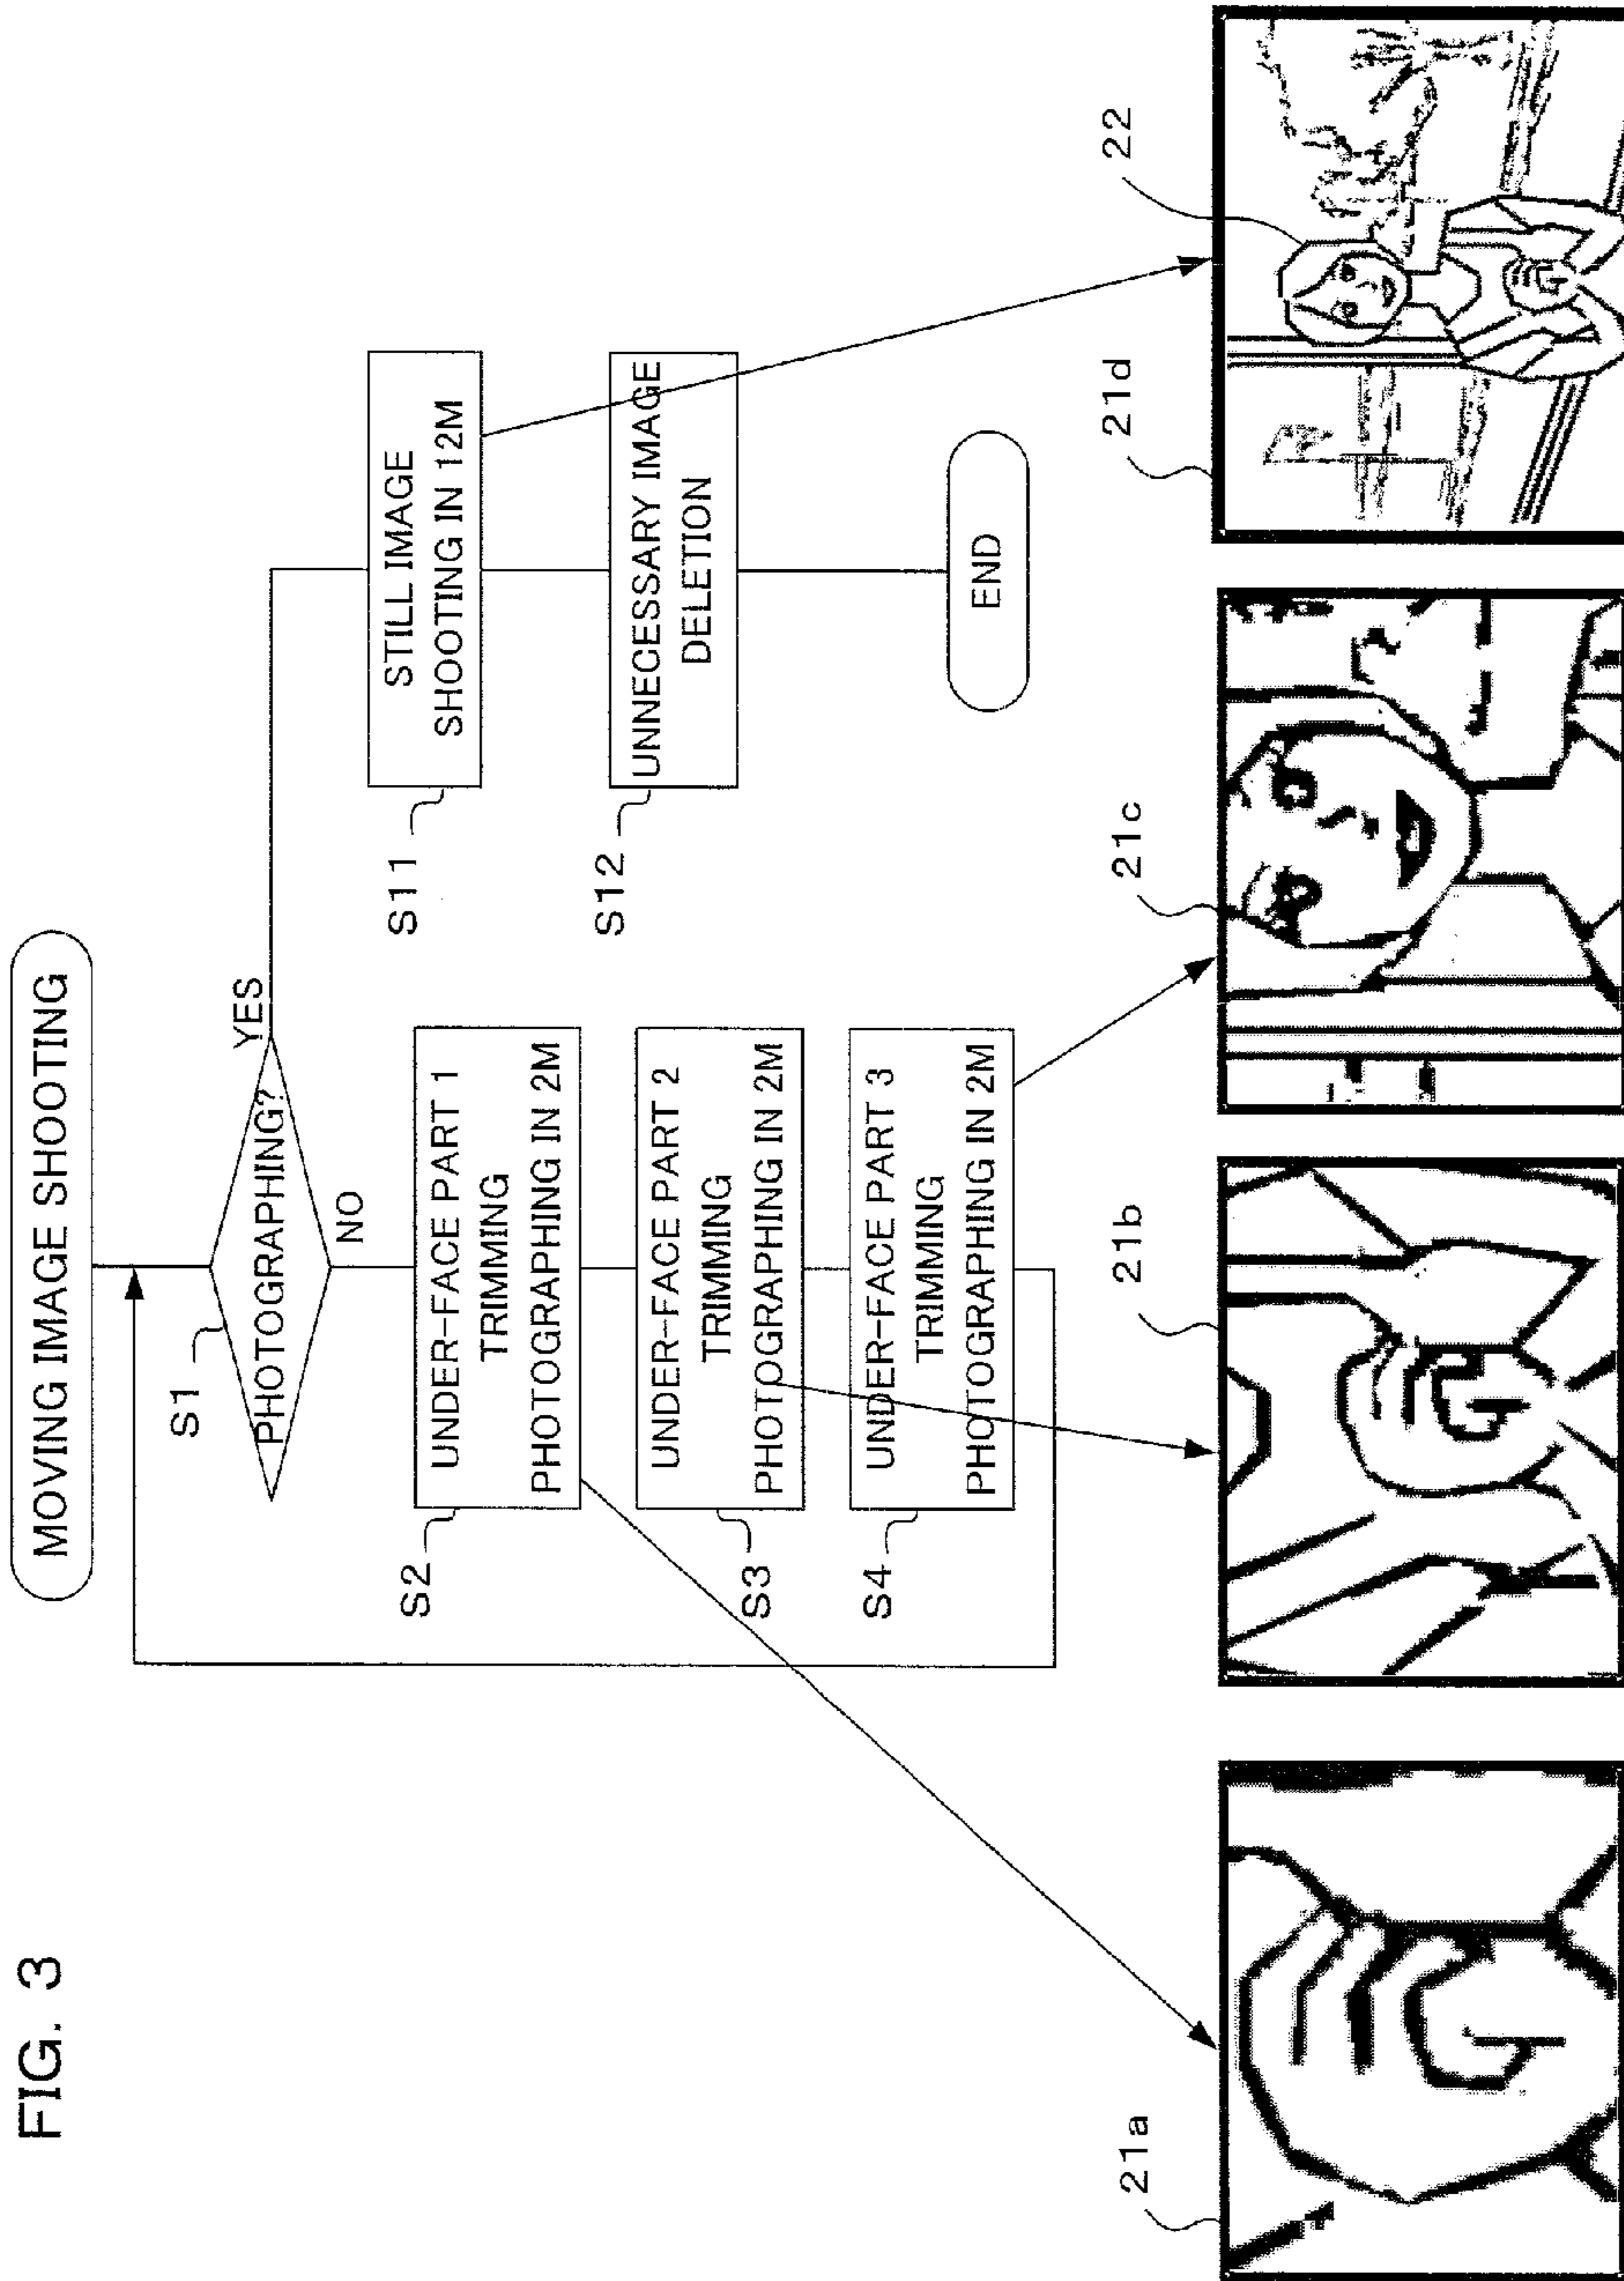 FIG. 3
MOVING IMAGE SHOOTING
S1
PHOTOGRAPHING?
YES
NO
S2
UNDER-FACE PART 1
TRIMMING
PHOTOGRAPHING IN 2M
S3
UNDER-FACE PART 2
TRIMMING
PHOTOGRAPHING IN 2M
S4
UNDER-FACE PART 3
TRIMMING
PHOTOGRAPHING IN 2M
S11
STILL IMAGE
SHOOTING IN 12M
S12
UNNECESSARY IMAGE
DELETION
END
21a
21b
21c
21d
22